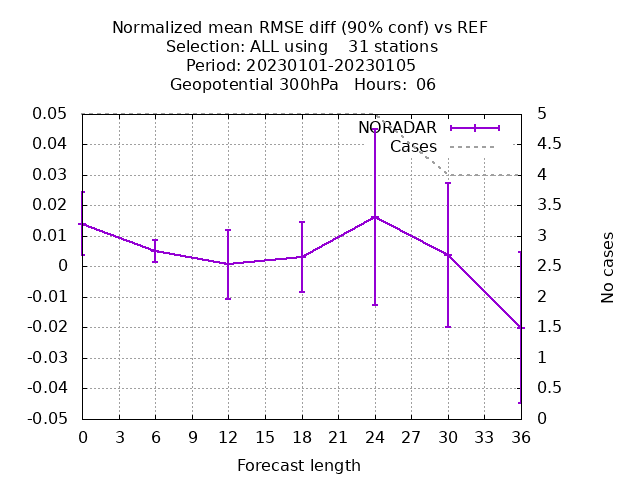 Normalized mean RMSE diff (90% conf) vs REF
Selection: ALL using    31 stations
Period: 20230101-20230105
Geopotential 300hPa   Hours:  06
NORADAR
Cases
0.05
0.04
0.03
0.02
0.01
0
-0.01
-0.02
-0.03
-0.04
-0.05
5
4.5
4
3.5
3
2.5
2
1.5
1
0.5
0
No cases
0 3 6 9 12 15 18 21 24 27 30 33 36
Forecast length